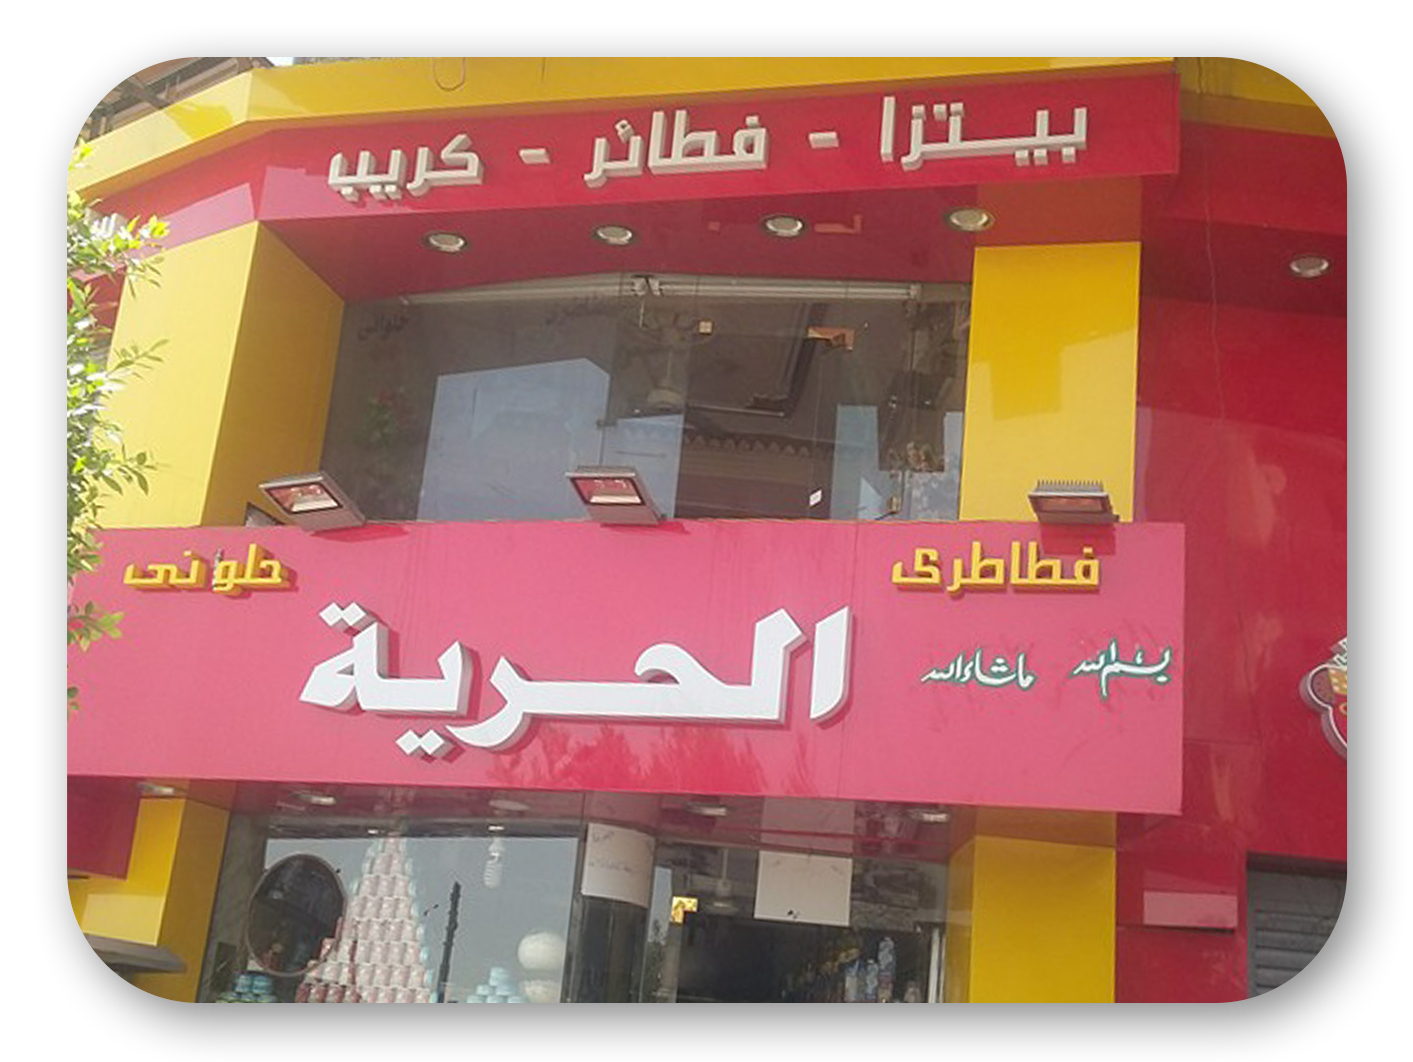 بيتزا - فطائر - كريب
فطاطرى
حلوانى
بسم الله
ماشاء الله
الحرية